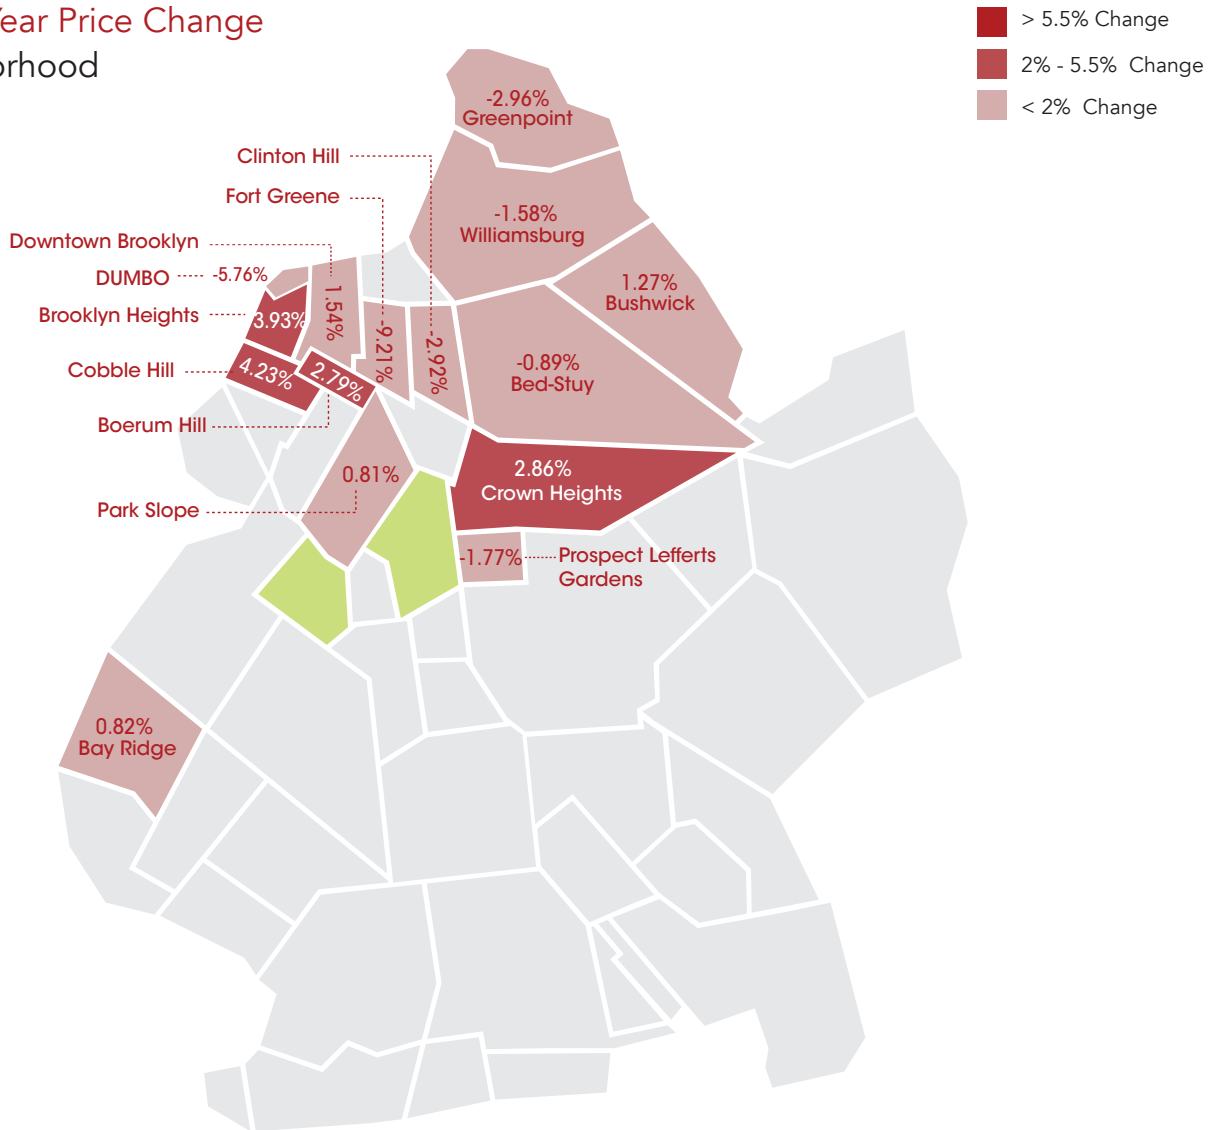 Year Price Change
orhood
> 5.5% Change
2% - 5.5% Change
< 2% Change
-2.96%
Greenpoint
Clinton Hill
Fort Greene
-1.58%
Williamsburg
Downtown Brooklyn
DUMBO
-5.76%
1.27%
Bushwick
Brooklyn Heights
3.93%
1.54%
-9.21%
-2.92%
-0.89%
Bed-Stuy
Cobble Hill
4.23%
2.79%
Boerum Hill
0.81%
2.86%
Crown Heights
Park Slope
-1.77%
Prospect Lefferts
Gardens
0.82%
Bay Ridge